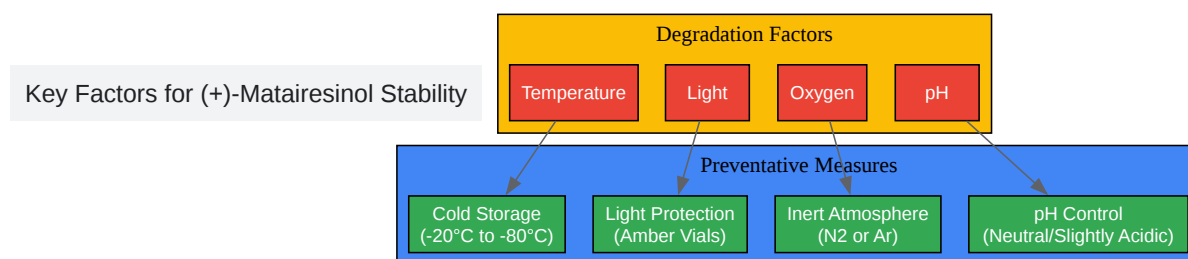 Degradation Factors
Key Factors for (+)-Matairesinol Stability
Temperature
Light
Oxygen
pH
Preventative Measures
Cold Storage
(-20°C to -80°C)
Light Protection
(Amber Vials)
Inert Atmosphere
(N2 or Ar)
pH Control
(Neutral/Slightly Acidic)